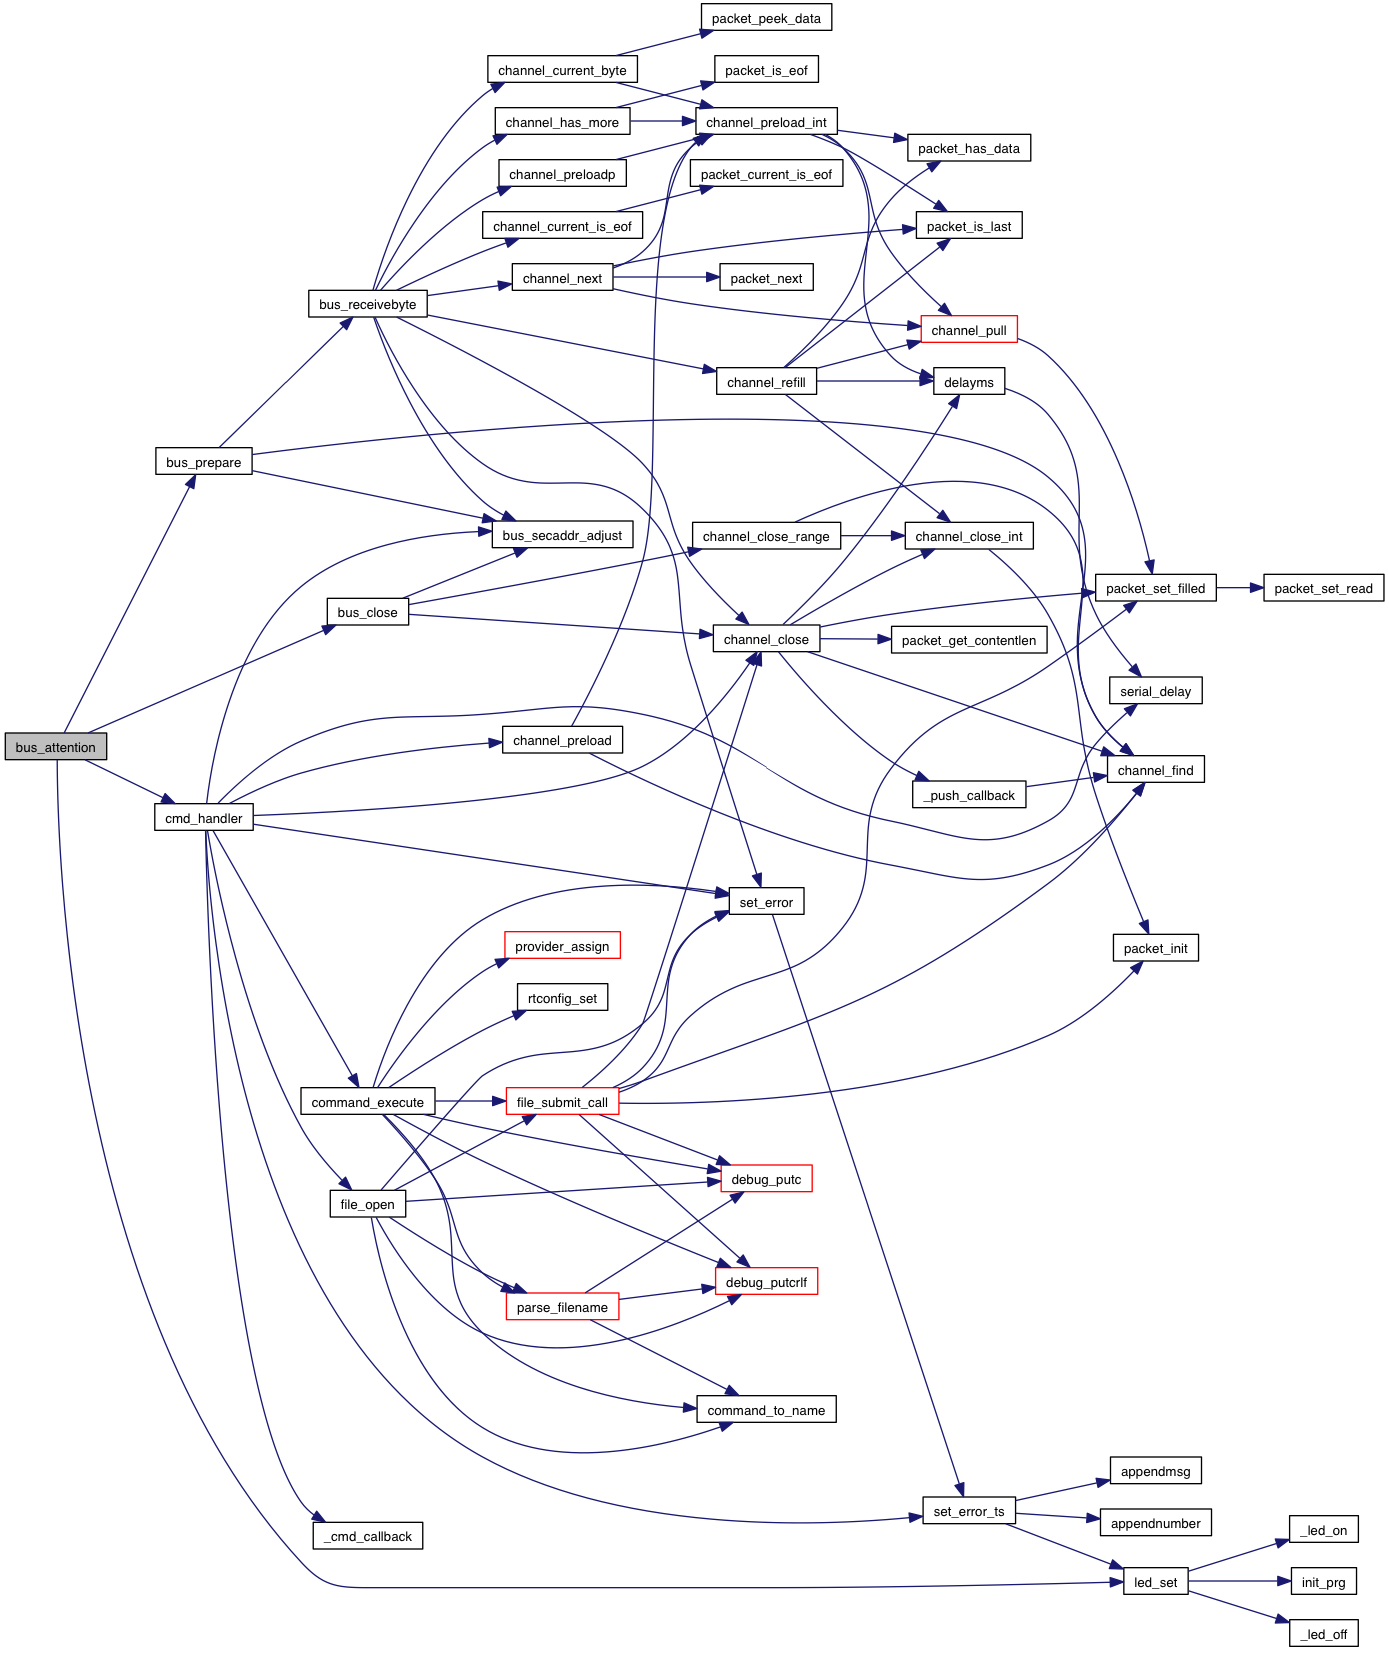 packet_peek_data
channel_current_byte
packet_is_eof
channel_has_more
channel_preload_int
packet_has_data
channel_preloadp
packet_current_is_eof
channel_current_is_eof
packet_is_last
channel_next
packet_next
bus_receivebyte
channel_pull
channel_refill
delayms
bus_prepare
bus_secaddr_adjust
channel_close_range
channel_close_int
packet_set_filled
packet_set_read
bus_close
channel_close
packet_get_contentlen
serial_delay
bus_attention
channel_preload
channel_find
_push_callback
cmd_handler
set_error
provider_assign
packet_init
rtconfig_set
command_execute
file_submit_call
debug_putc
file_open
debug_putcrlf
parse_filename
command_to_name
appendmsg
set_error_ts
appendnumber
_led_on
_cmd_callback
led_set
init_prg
_led_off